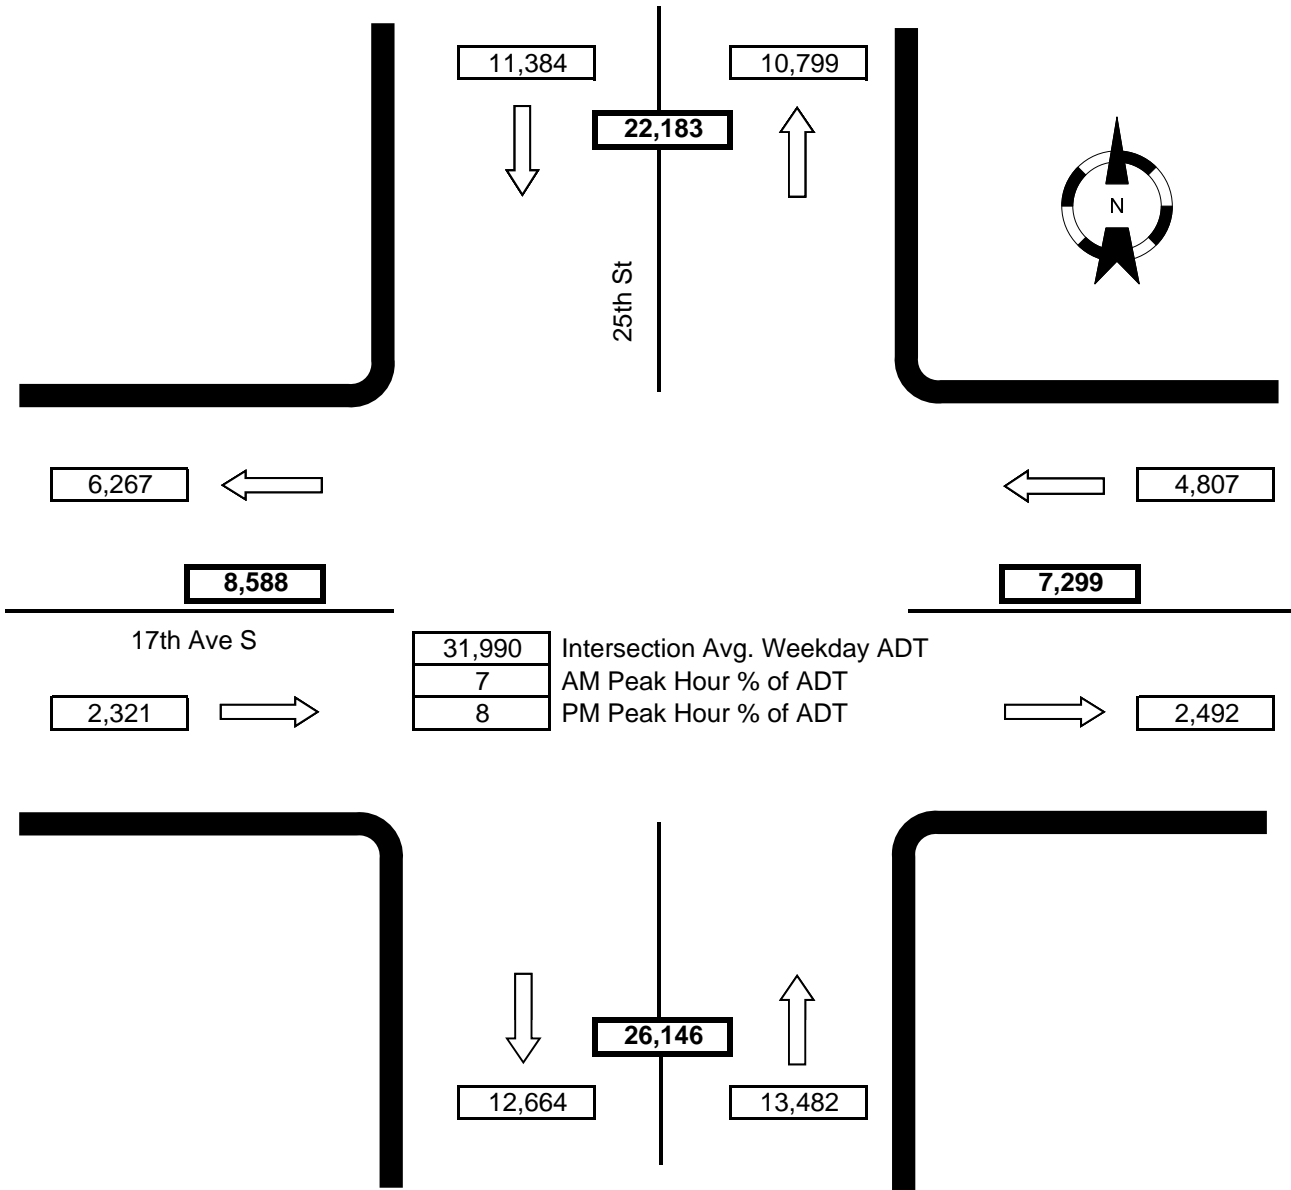 11,384
10,799
22,183
N
25th St
6,267
4,807
8,588
7,299
17th Ave S
31,990 Intersection Avg. Weekday ADT
7 AM Peak Hour % of ADT
8 PM Peak Hour % of ADT
2,321
2,492
26,146
12,664
13,482